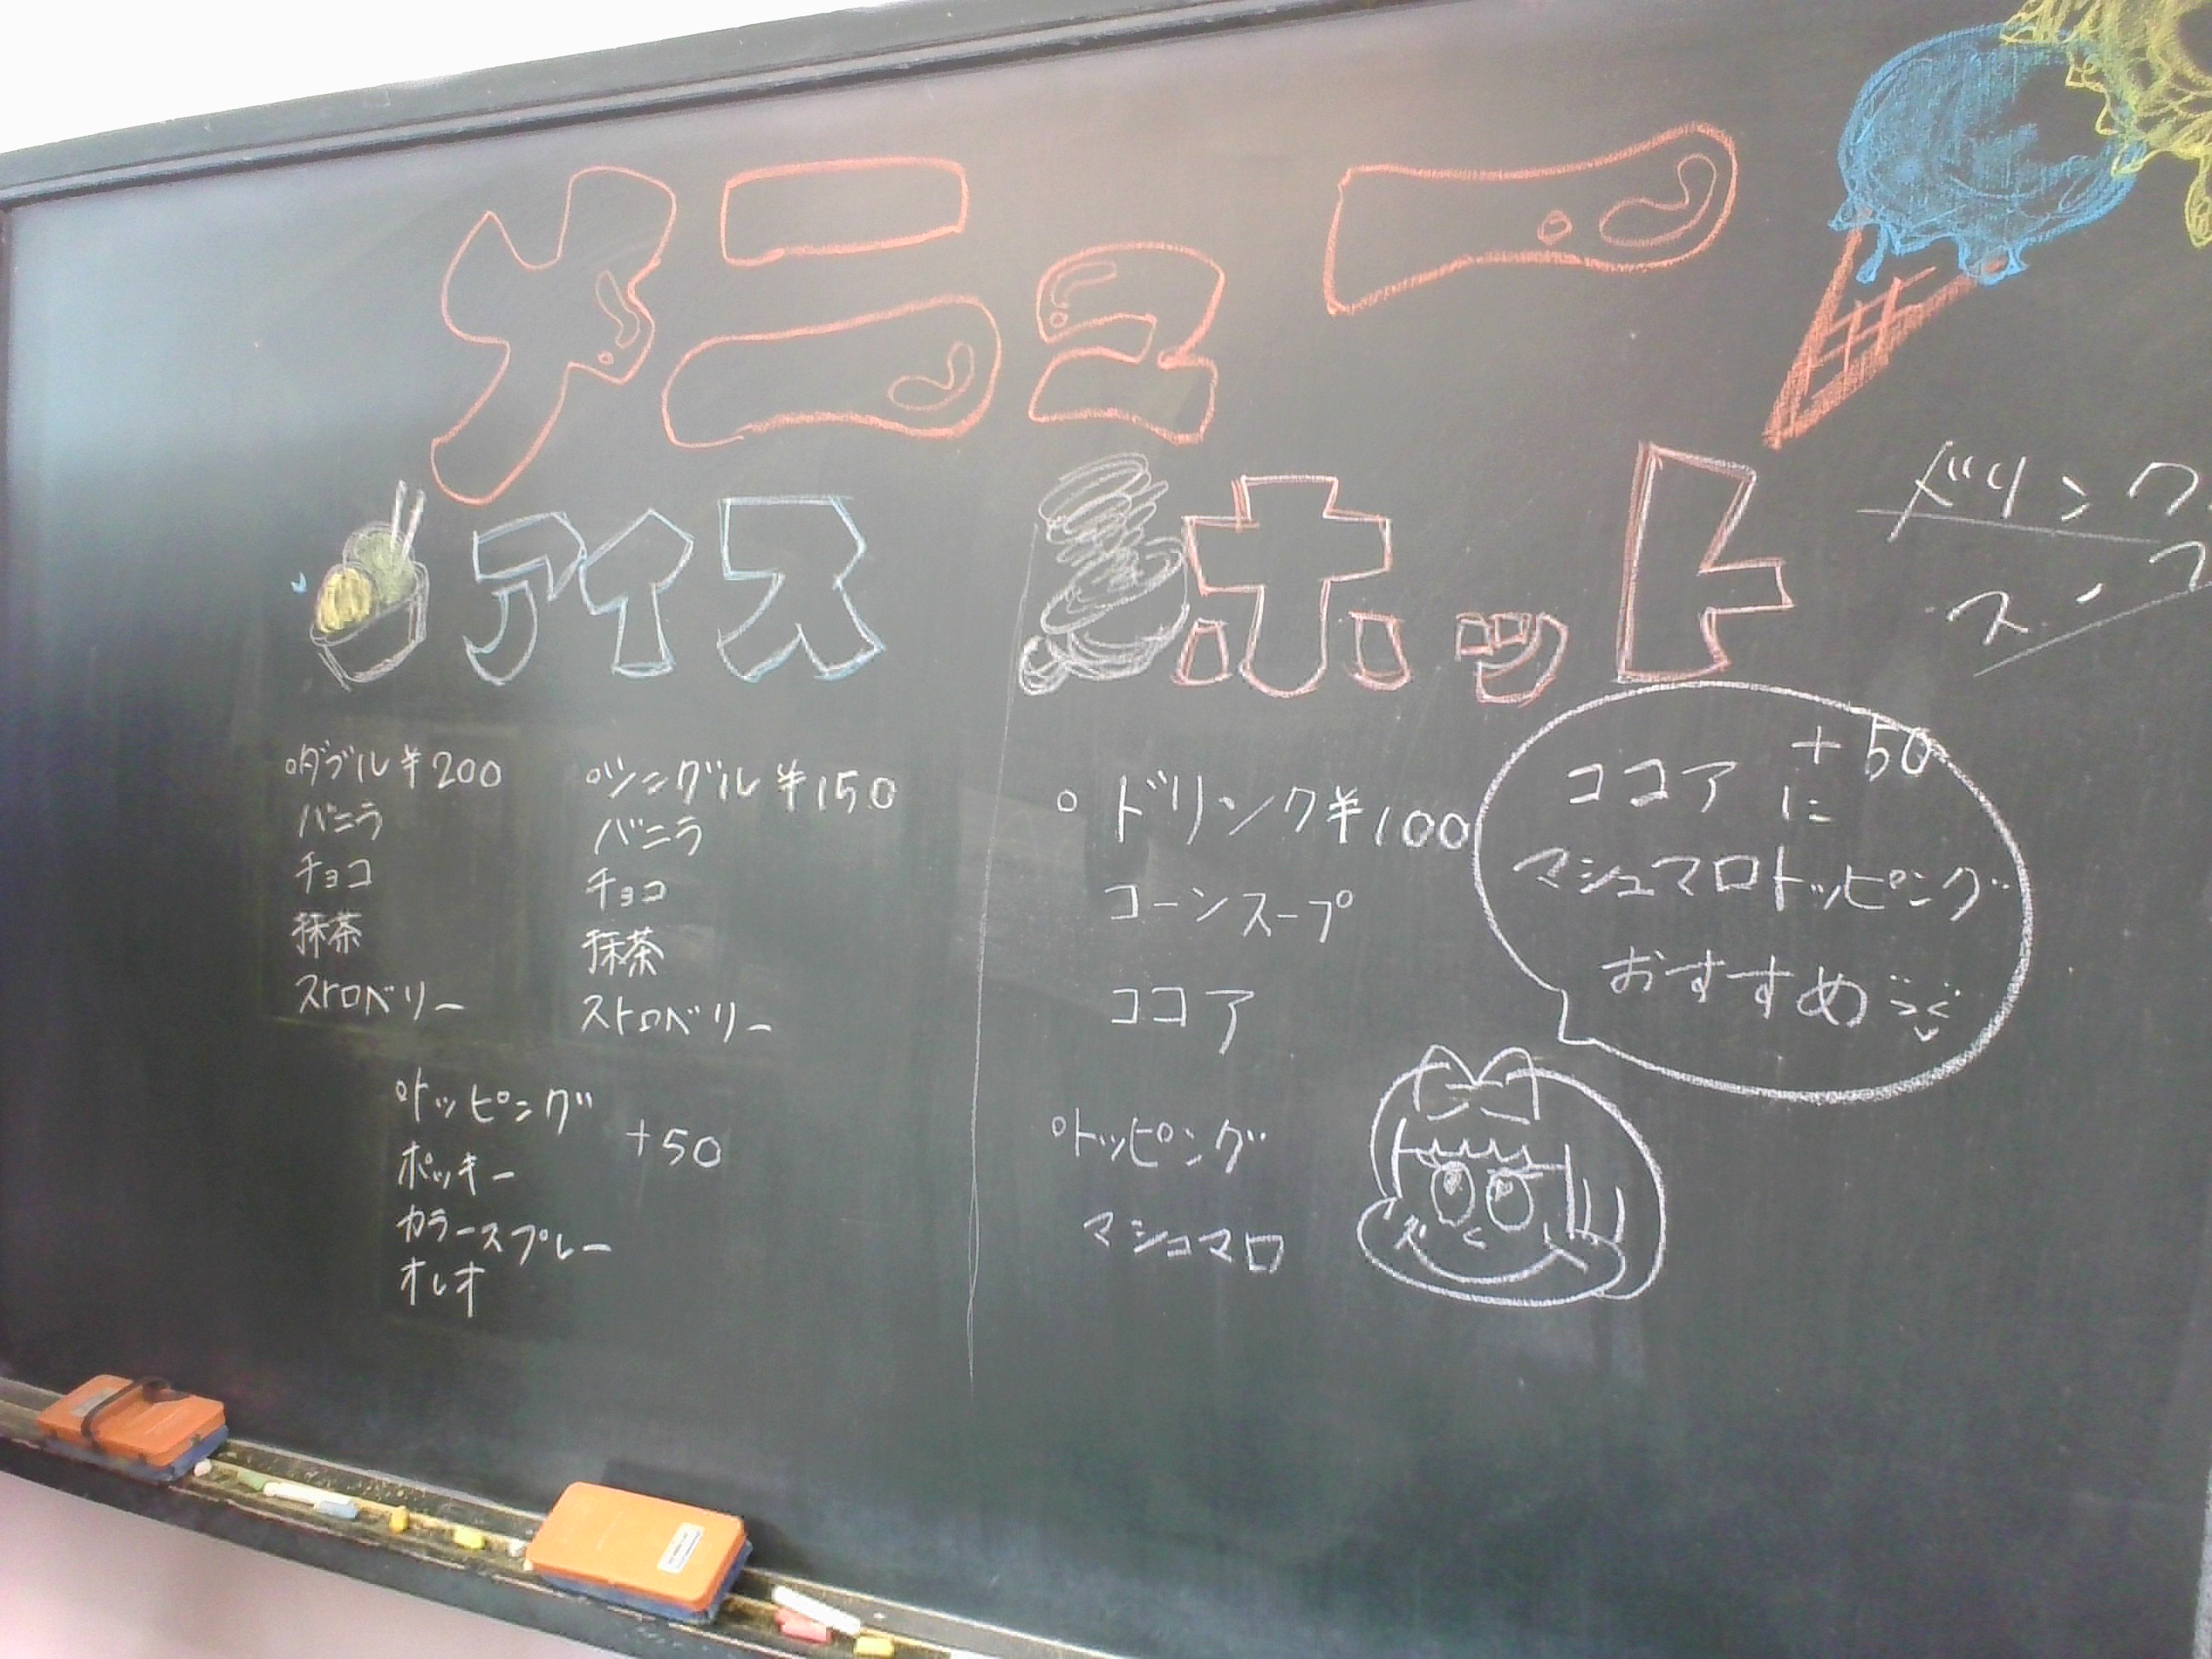 メニュー
アイス
ダブル¥200
バニラ
チョコ
抹茶
ストロベリー
シングル¥150
バニラ
チョコ
抹茶
ストロベリー
トッピング
+50
ポッキー
カラースプレー
オレオ
ホット
ドリンク¥100
コーンスープ
ココア
トッピング
マシュマロ
+50
ココアに
マシュマロトッピング
おすすめ
ドリンク